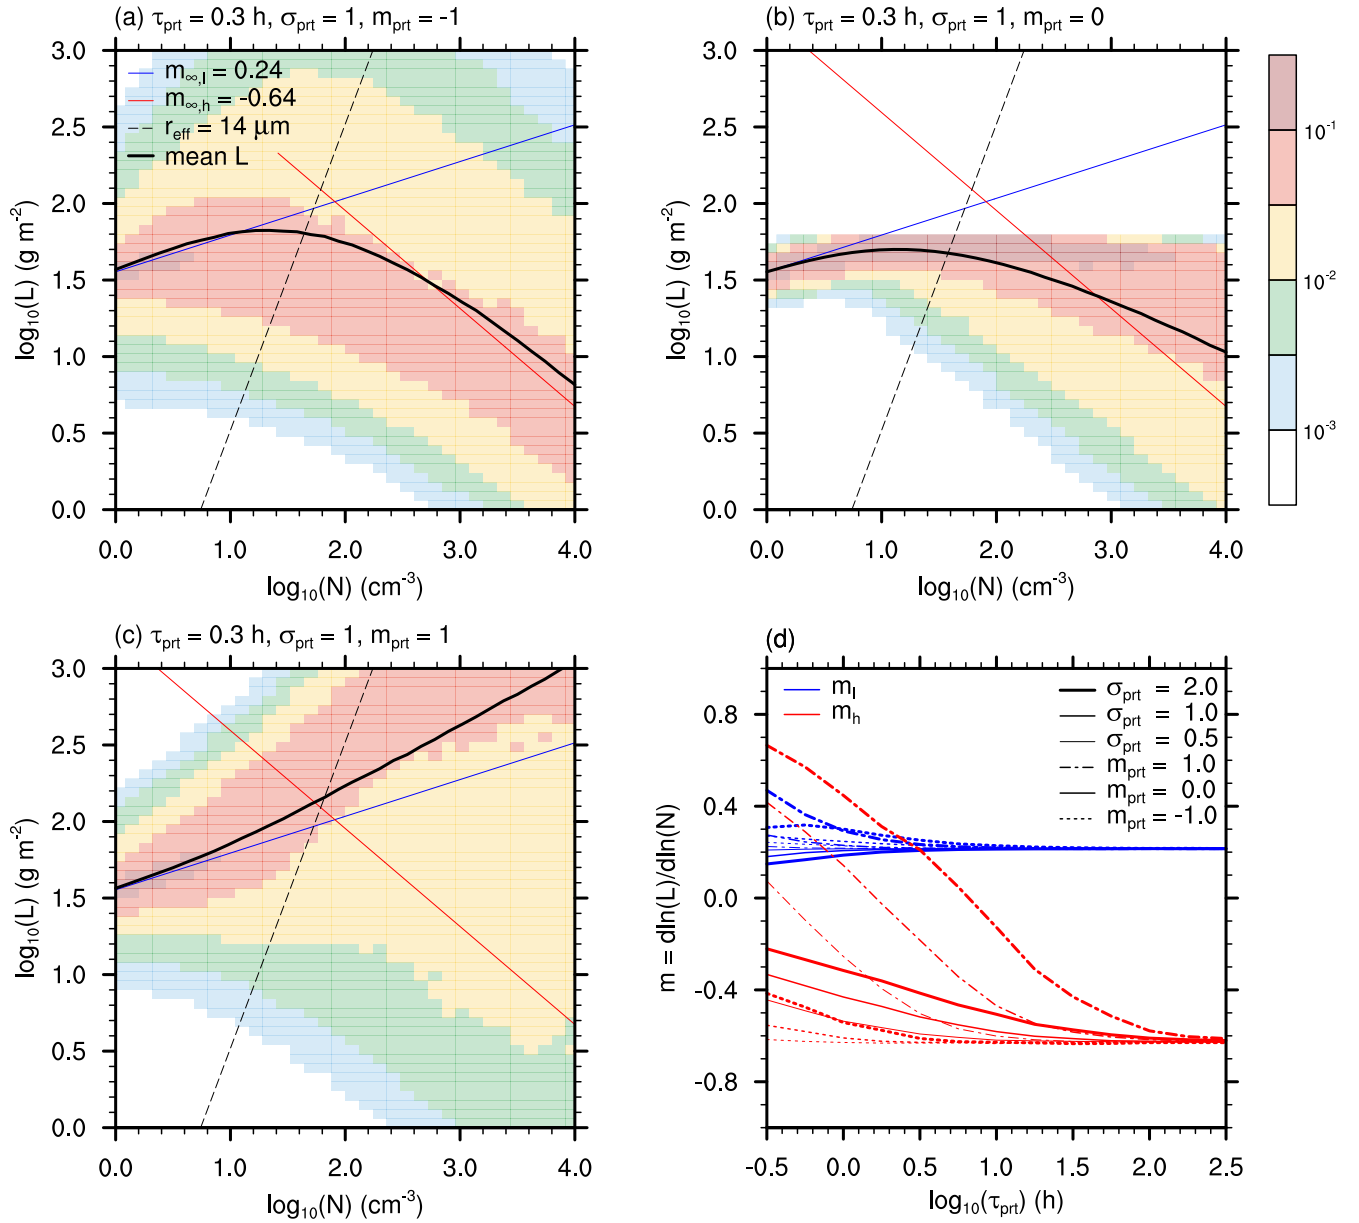 (a) τprt = 0.3 h, σprt = 1, mprt = -1
3.0
2.5
2.0
1.5
1.0
0.5
0.0
log10(L) (g m-2)
m∞,l = 0.24
m∞,h = -0.64
reff = 14 μm
mean L
0.0 1.0 2.0 3.0 4.0
log10(N) (cm-3)
(b) τprt = 0.3 h, σprt = 1, mprt = 0
3.0
2.5
2.0
1.5
1.0
0.5
0.0
log10(L) (g m-2)
0.0 1.0 2.0 3.0 4.0
log10(N) (cm-3)
10-1
10-2
10-3
(c) τprt = 0.3 h, σprt = 1, mprt = 1
3.0
2.5
2.0
1.5
1.0
0.5
0.0
log10(L) (g m-2)
0.0 1.0 2.0 3.0 4.0
log10(N) (cm-3)
(d)
0.8
0.4
0.0
-0.4
-0.8
m = dln(L)/dln(N)
ml
mh
σprt = 2.0
σprt = 1.0
σprt = 0.5
mprt = 1.0
mprt = 0.0
mprt = -1.0
-0.5 0.0 0.5 1.0 1.5 2.0 2.5
log10(τprt) (h)